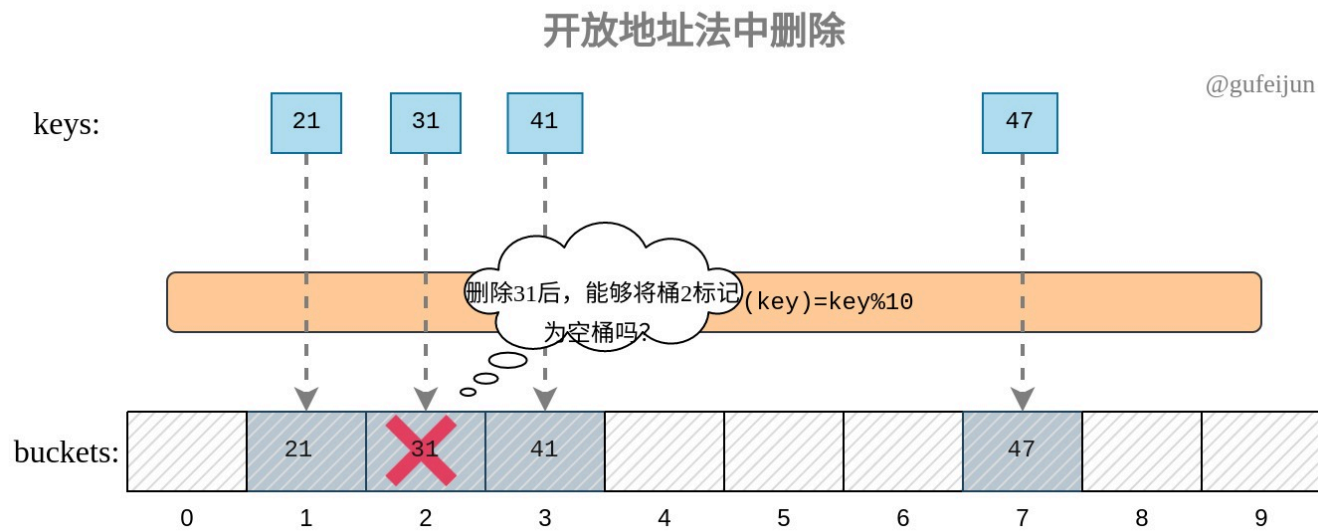 开放地址法中删除
@gufeijun
keys:
21 31 41 47
删除31后，能够将桶2标记
为空桶吗？
(key)=key%10
buckets:
21 31 41 47
0 1 2 3 4 5 6 7 8 9